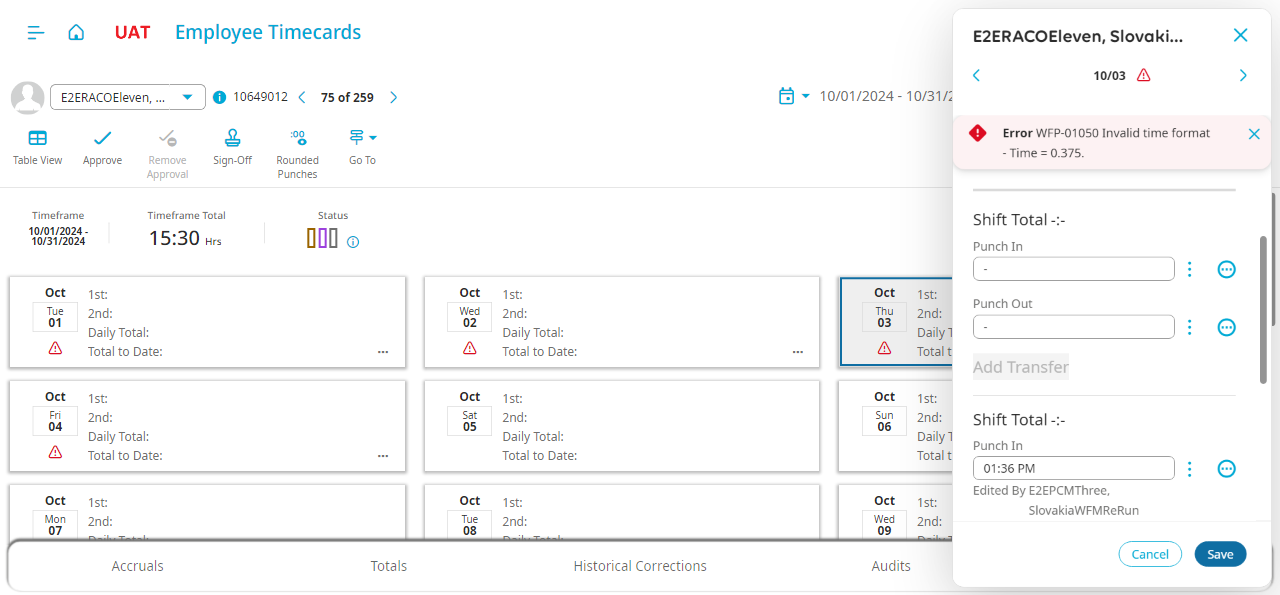 UAT
Employee Timecards
E2ERACOEleven, ...
10649012
75 of 259
10/01/2024 - 10/31/2
Table View
Approve
Remove
Approval
Sign-Off
:00
Rounded
Punches
Go To
Timeframe
10/01/2024 -
10/31/2024
Timeframe Total
15:30 Hrs
Status
Oct
Tue
01
1st:
2nd:
Daily Total:
Total to Date:
Oct
Wed
02
1st:
2nd:
Daily Total:
Total to Date:
Oct
Thu
03
1st:
2nd:
Daily T
Total t
Oct
Fri
04
1st:
2nd:
Daily Total:
Total to Date:
Oct
Sat
05
1st:
2nd:
Daily Total:
Total to Date:
Oct
Sun
06
1st:
2nd:
Daily T
Total t
Oct
Mon
07
1st:
2nd:
Daily Total:
Oct
Tue
08
1st:
2nd:
Daily Total:
Oct
Wed
09
1st:
2nd:
Daily T
Accruals
Totals
Historical Corrections
Audits
E2ERACOEleven, Slovaki...
10/03
Error WFP-01050 Invalid time format
- Time = 0.375.
Shift Total -:-
Punch In
-
Punch Out
-
Add Transfer
Shift Total -:-
Punch In
01:36 PM
Edited By E2EPCMThree,
SlovakiaWFMReRun
Cancel
Save